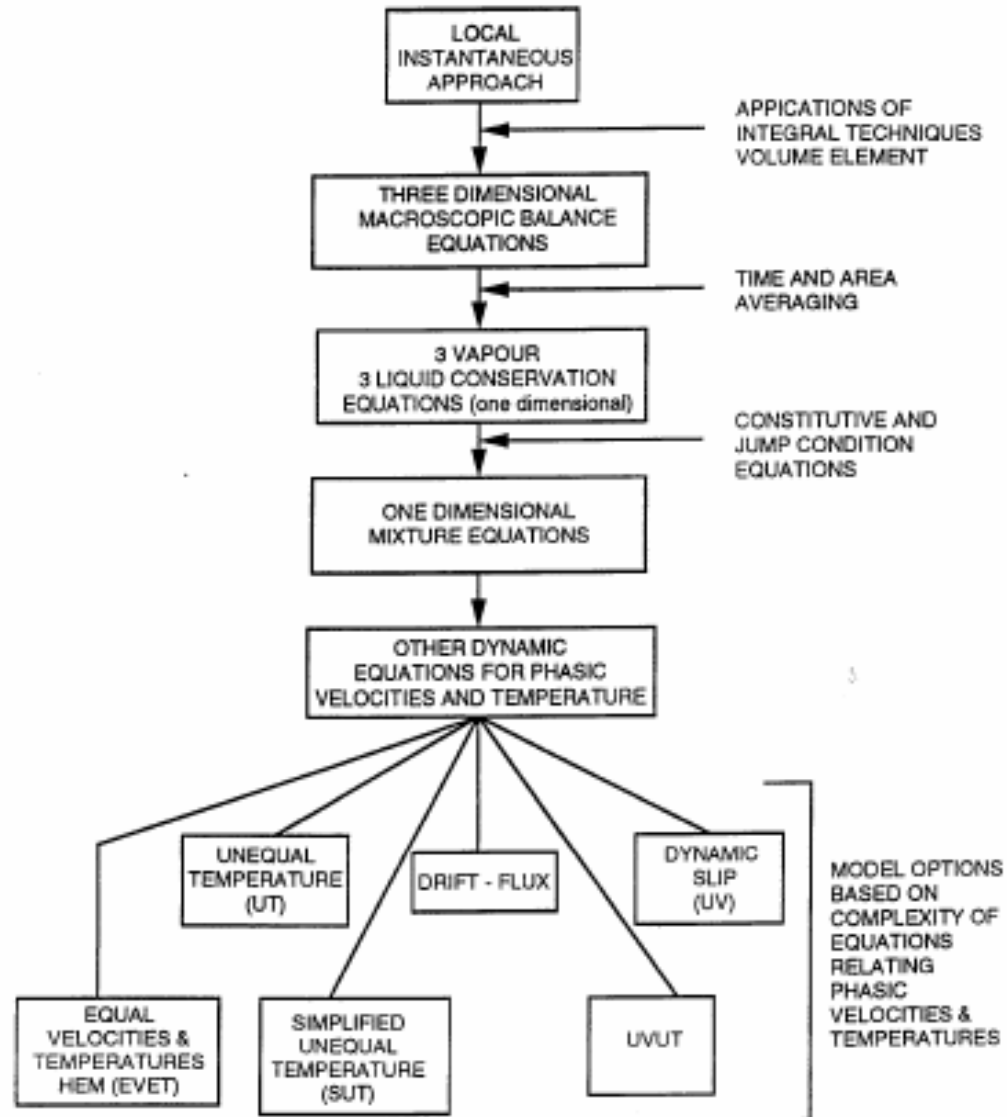 LOCAL
INSTANTANEOUS
APPROACH
APPICATIONS OF
INTEGRAL TECHNIQUES
VOLUME ELEMENT
THREE DIMENSIONAL
MACROSCOPIC BALANCE
EQUATIONS
TIME AND AREA
AVERAGING
3 VAPOUR
3 LIQUID CONSERVATION
EQUATIONS (one dimensional)
CONSTITUTIVE AND
JUMP CONDITION
EQUATIONS
ONE DIMENSIONAL
MIXTURE EQUATIONS
OTHER DYNAMIC
EQUATIONS FOR PHASIC
VELOCITIES AND TEMPERATURE
UNEQUAL
TEMPERATURE
(UT)
DRIFT - FLUX
DYNAMIC
SLIP
(UV)
EQUAL
VELOCITIES &
TEMPERATURES
HEM (EVET)
SIMPLIFIED
UNEQUAL
TEMPERATURE
(SUT)
UVUT
MODEL OPTIONS
BASED ON
COMPLEXITY OF
EQUATIONS
RELATING
PHASIC
VELOCITIES &
TEMPERATURES